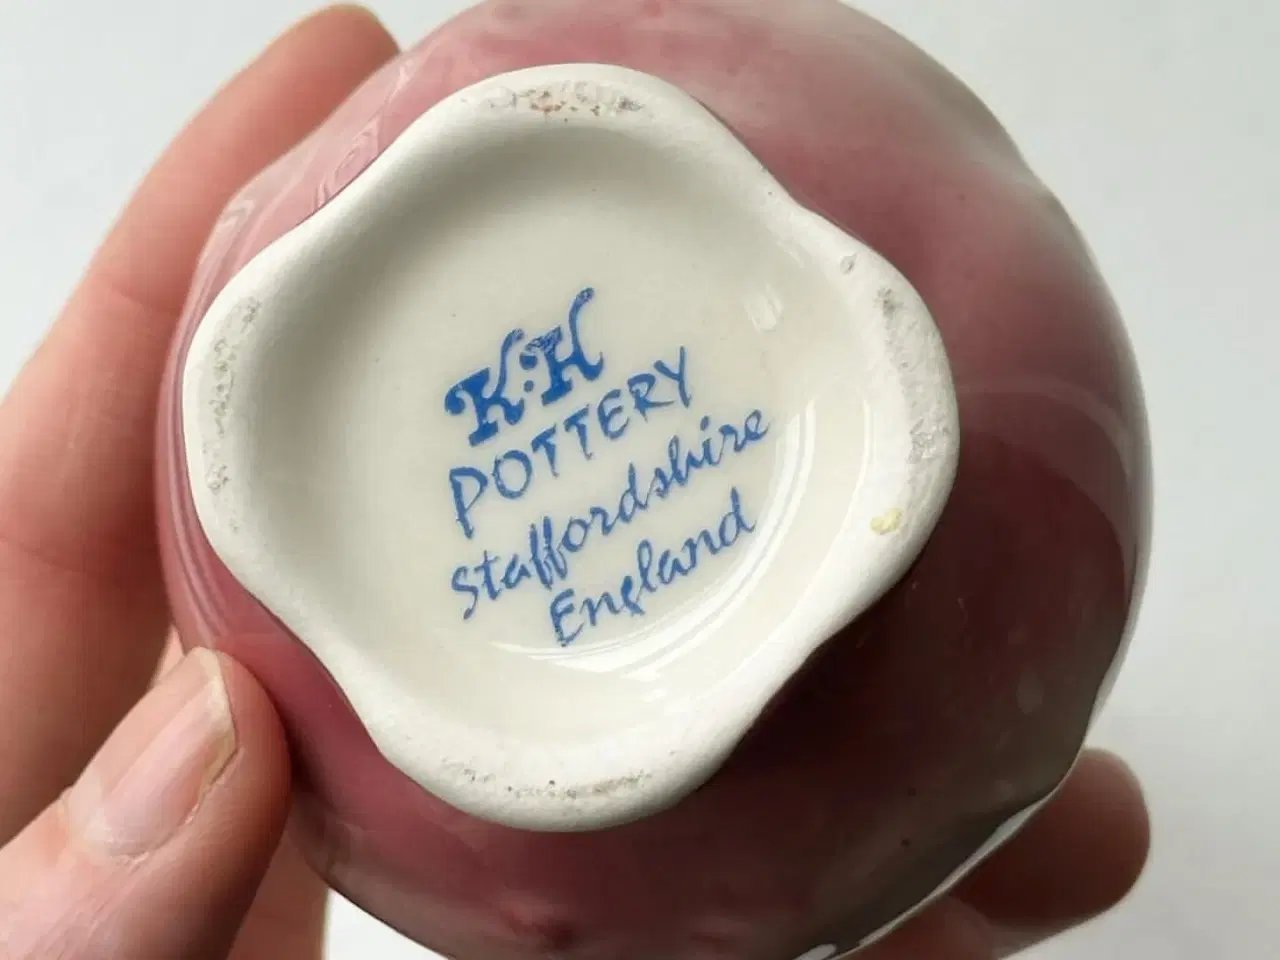 K·H
POTTERY
Staffordshire
England